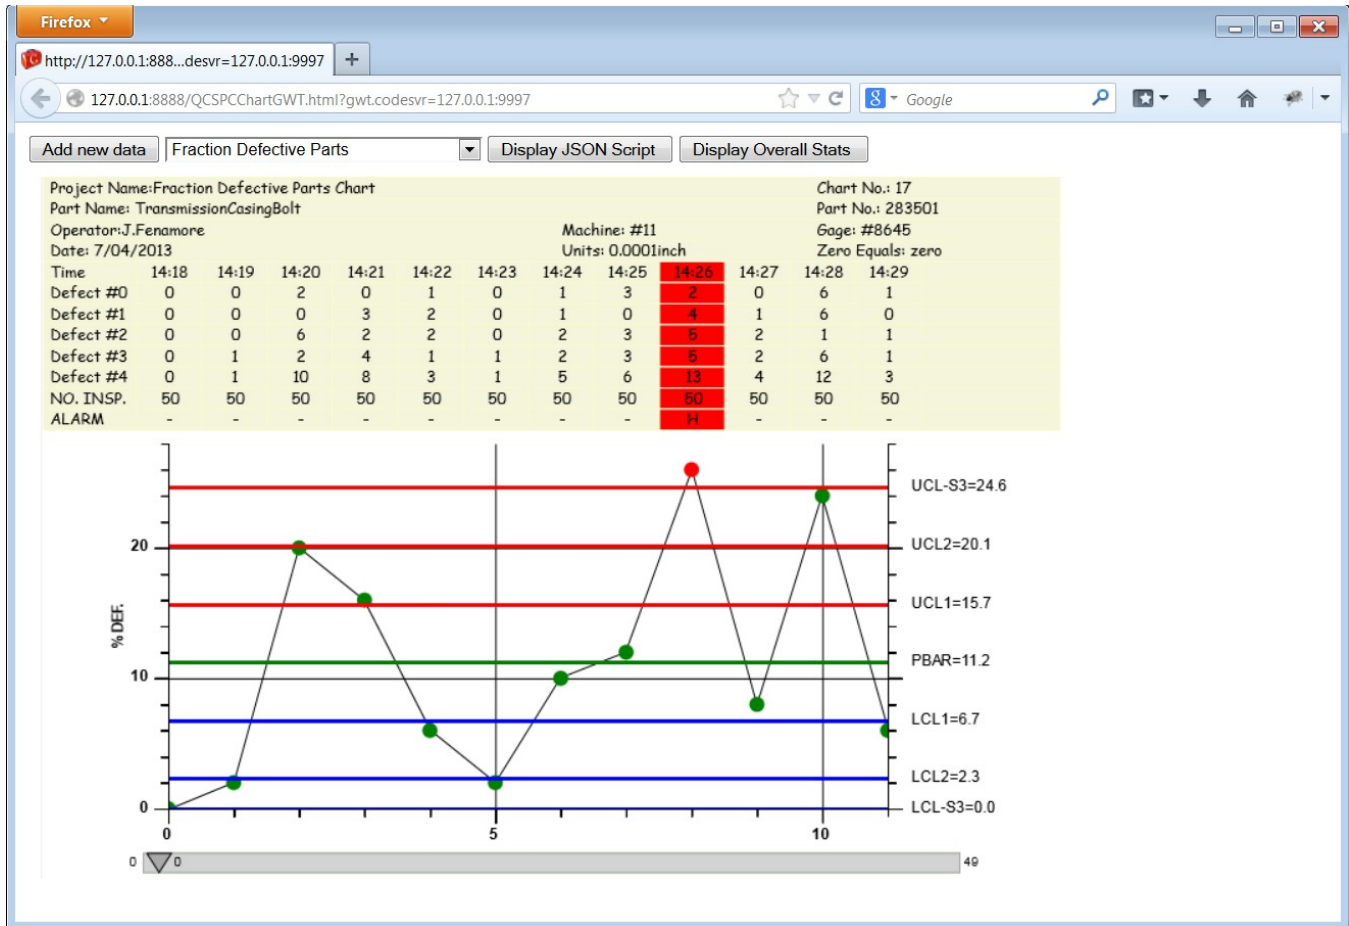 Firefox
http://127.0.0.1:888...desvr=127.0.0.1:9997 +
127.0.0.1:8888/QCSPCChartGWT.html?gwt.codesvr=127.0.0.1:9997 8 Google
Add new data Fraction Defective Parts Display JSON Script Display Overall Stats
Project Name:Fraction Defective Parts Chart Chart No.: 17
Part Name: TransmissionCasingBolt Part No.: 283501
Operator:J.Fenamore Machine: #11 Gage: #8645
Date: 7/04/2013 Units: 0.0001inch Zero Equals: zero
Time 14:18 14:19 14:20 14:21 14:22 14:23 14:24 14:25 14:26 14:27 14:28 14:29
Defect #0 0 0 2 0 1 0 1 3 2 0 6 1
Defect #1 0 0 0 3 2 0 1 0 4 1 6 0
Defect #2 0 0 6 2 2 0 2 3 5 2 1 1
Defect #3 0 1 2 4 1 1 2 3 5 2 6 1
Defect #4 0 1 10 8 3 1 5 6 13 4 12 3
NO. INSP. 50 50 50 50 50 50 50 50 50 50 50 50
ALARM - - - - - - - - H - - -
UCL-S3=24.6
20 UCL2=20.1
UCL1=15.7
% DEF.
PBAR=11.2
10
LCL1=6.7
LCL2=2.3
0 LCL-S3=0.0
0 5 10
0 0 49